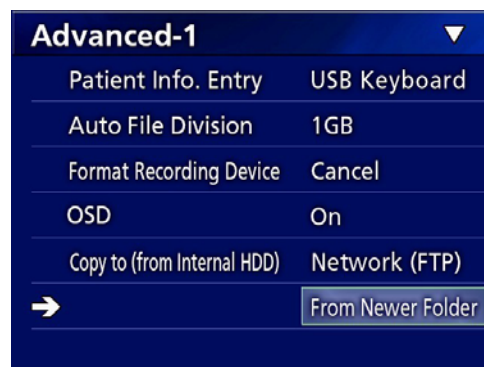 Advanced-1
Patient Info. Entry USB Keyboard
Auto File Division 1GB
Format Recording Device Cancel
OSD On
Copy to (from Internal HDD) Network (FTP)
From Newer Folder